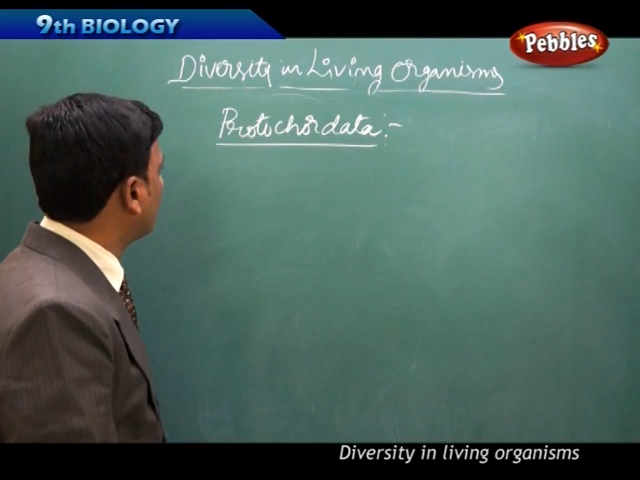 9th BIOLOGY
Pebbles
Diversity in Living Organisms
Protochordata :-
Diversity in living organisms